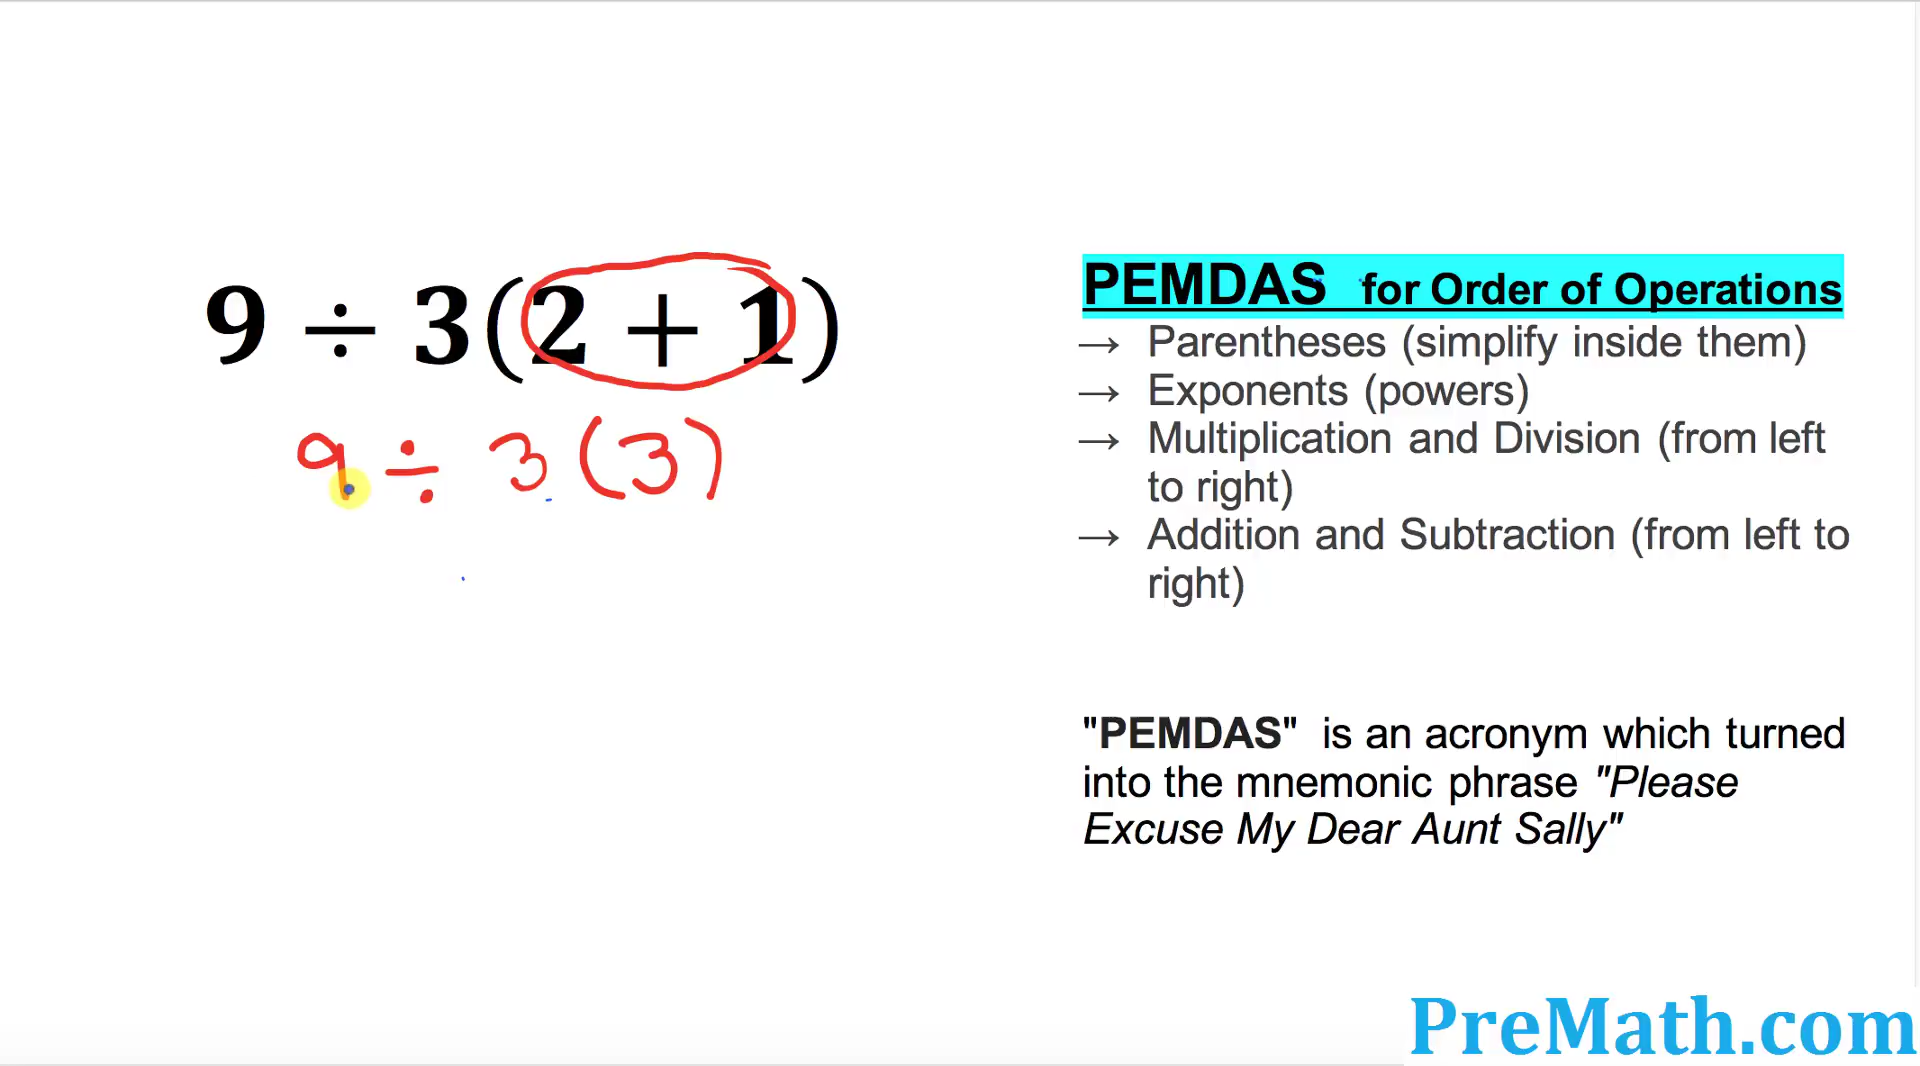 9 ÷ 3(2 + 1)
9 ÷ 3 (3)
PEMDAS for Order of Operations
→ Parentheses (simplify inside them)
→ Exponents (powers)
→ Multiplication and Division (from left
to right)
→ Addition and Subtraction (from left to
right)
"PEMDAS" is an acronym which turned
into the mnemonic phrase "Please
Excuse My Dear Aunt Sally"
PreMath.com